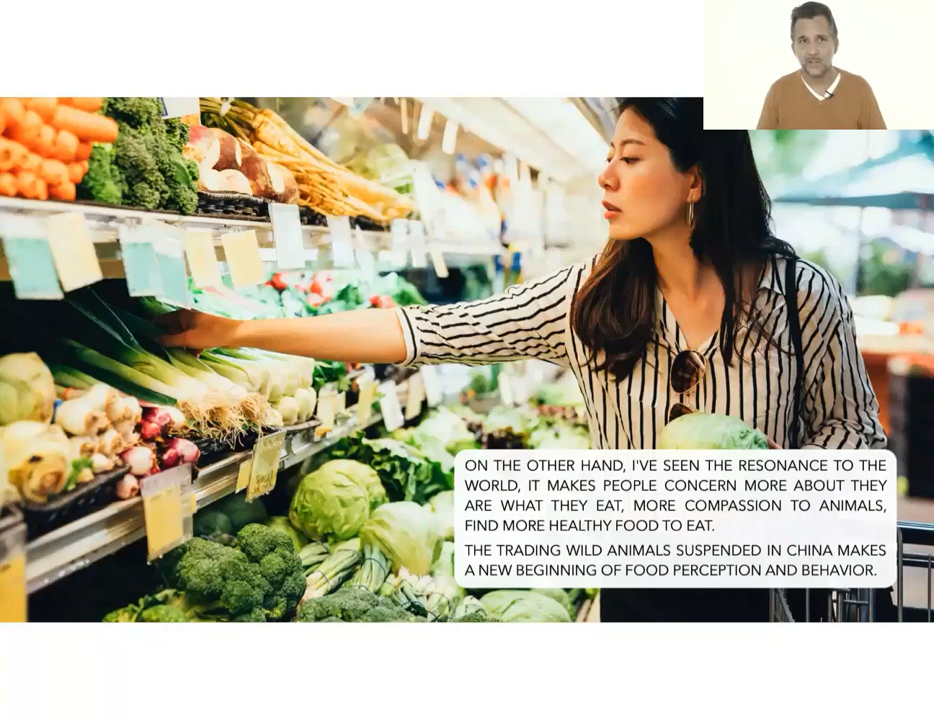 ON THE OTHER HAND, I'VE SEEN THE RESONANCE TO THE
WORLD, IT MAKES PEOPLE CONCERN MORE ABOUT THEY
ARE WHAT THEY EAT, MORE COMPASSION TO ANIMALS,
FIND MORE HEALTHY FOOD TO EAT.
THE TRADING WILD ANIMALS SUSPENDED IN CHINA MAKES
A NEW BEGINNING OF FOOD PERCEPTION AND BEHAVIOR.